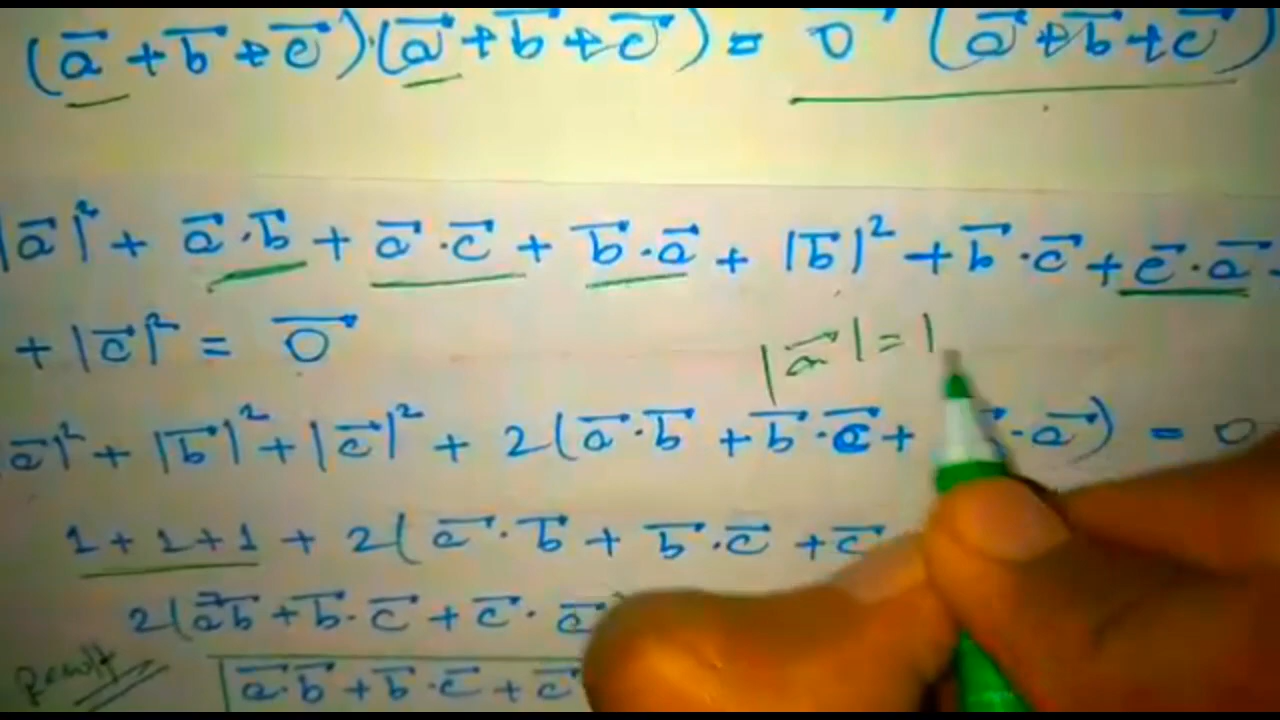 (a⃗ + b⃗ + c⃗)·(a⃗ + b⃗ + c⃗) = 0⃗ (a⃗ + b⃗ + c⃗)
|a⃗|² + a⃗·b⃗ + a⃗·c⃗ + b⃗·a⃗ + |b⃗|² + b⃗·c⃗ + c⃗·a⃗ +
+ |c⃗|² = 0⃗
|a⃗| = 1
a⃗|² + |b⃗|² + |c⃗|² + 2(a⃗·b⃗ + b⃗·c⃗ + ·a⃗) = 0
1 + 1 + 1 + 2(a⃗·b⃗ + b⃗·c⃗ + c⃗
2(a⃗b⃗ + b⃗·c⃗ + c⃗·a⃗)
Result
a⃗·b⃗ + b⃗·c⃗ + c⃗